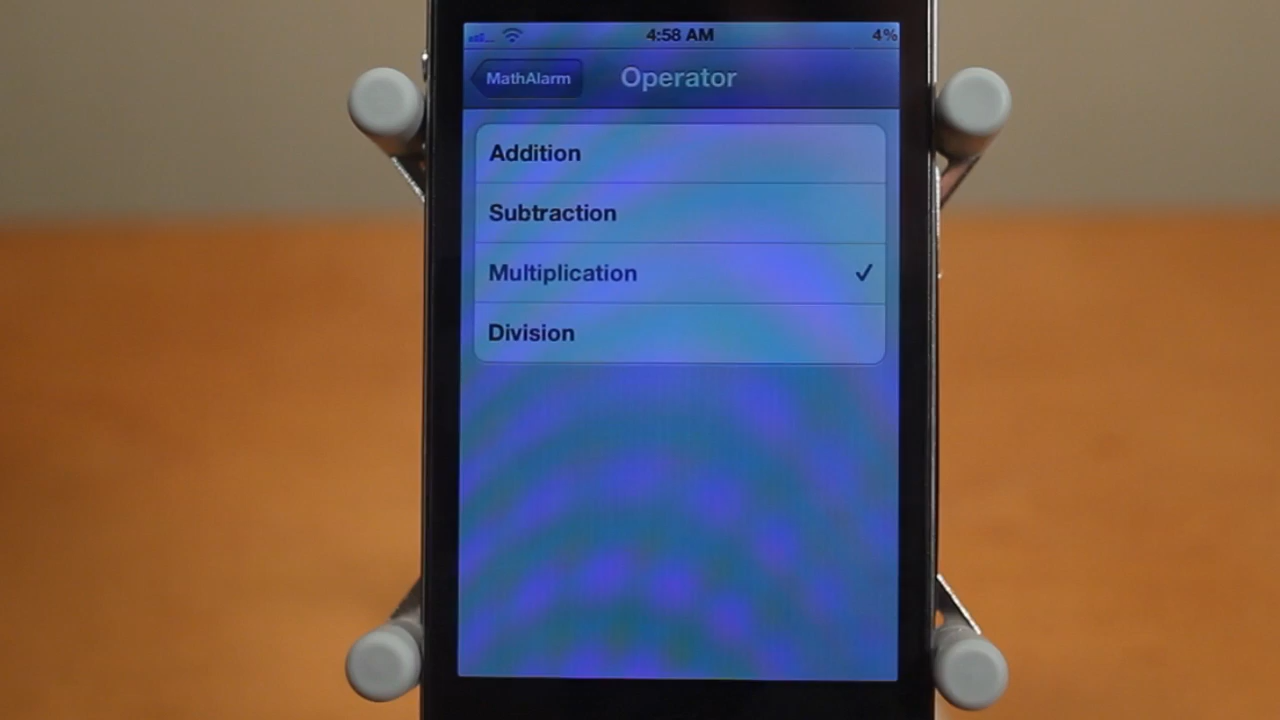 4:58 AM 4%
MathAlarm Operator
Addition
Subtraction
Multiplication
Division